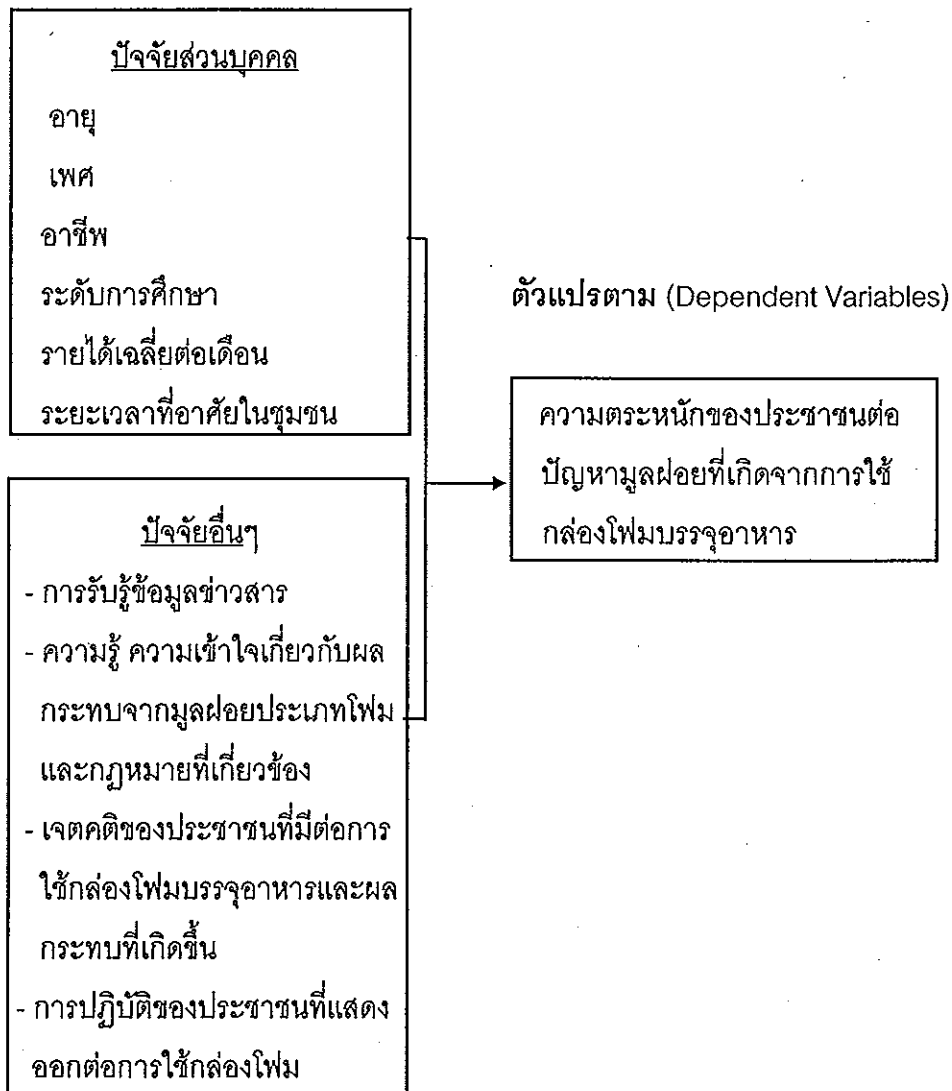 ปัจจัยส่วนบุคคล
อายุ
เพศ
อาชีพ
ระดับการศึกษา
รายได้เฉลี่ยต่อเดือน
ระยะเวลาที่อาศัยในชุมชน
ปัจจัยอื่นๆ
- การรับรู้ข้อมูลข่าวสาร
- ความรู้ ความเข้าใจเกี่ยวกับผล
กระทบจากมูลฝอยประเภทโฟม
และกฎหมายที่เกี่ยวข้อง
- เจตคติของประชาชนที่มีต่อการ
ใช้กล่องโฟมบรรจุอาหารและผล
กระทบที่เกิดขึ้น
- การปฏิบัติของประชาชนที่แสดง
ออกต่อการใช้กล่องโฟม
ตัวแปรตาม (Dependent Variables)
ความตระหนักของประชาชนต่อ
ปัญหามูลฝอยที่เกิดจากการใช้
กล่องโฟมบรรจุอาหาร